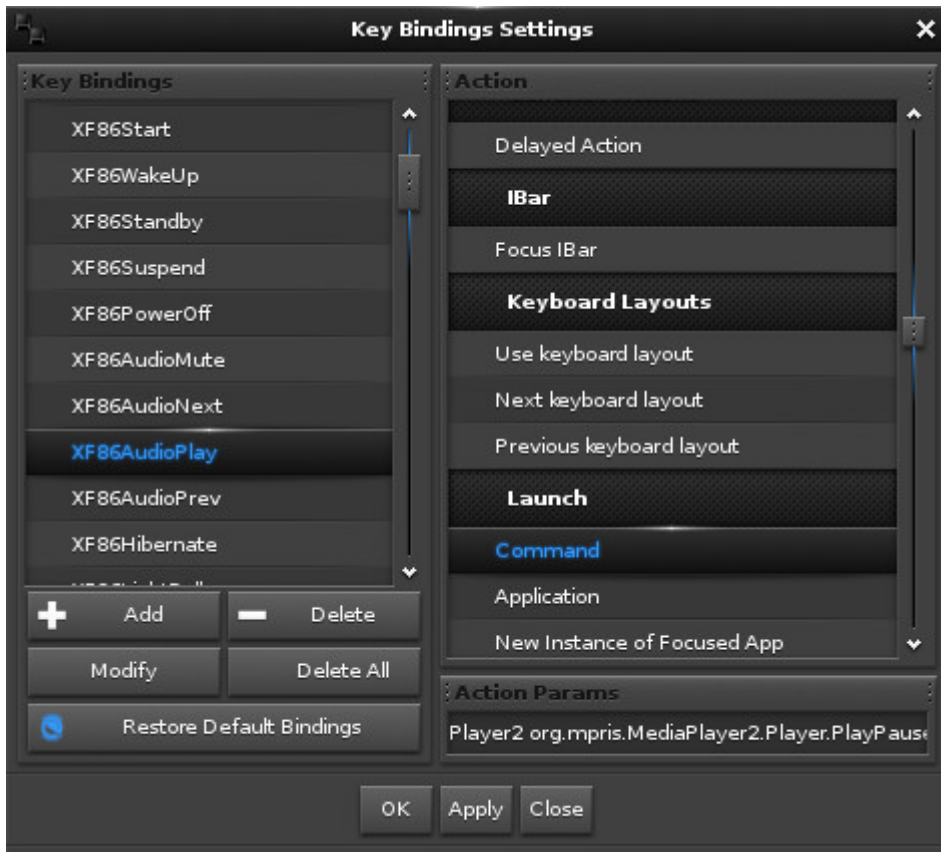 Key Bindings Settings
Key Bindings
XF86Start
XF86WakeUp
XF86Standby
XF86Suspend
XF86PowerOff
XF86AudioMute
XF86AudioNext
XF86AudioPlay
XF86AudioPrev
XF86Hibernate
Add
Delete
Modify
Delete All
Restore Default Bindings
Action
Delayed Action
IBar
Focus IBar
Keyboard Layouts
Use keyboard layout
Next keyboard layout
Previous keyboard layout
Launch
Command
Application
New Instance of Focused App
Action Params
Player2 org.mpris.MediaPlayer2.Player.PlayPause
OK
Apply
Close